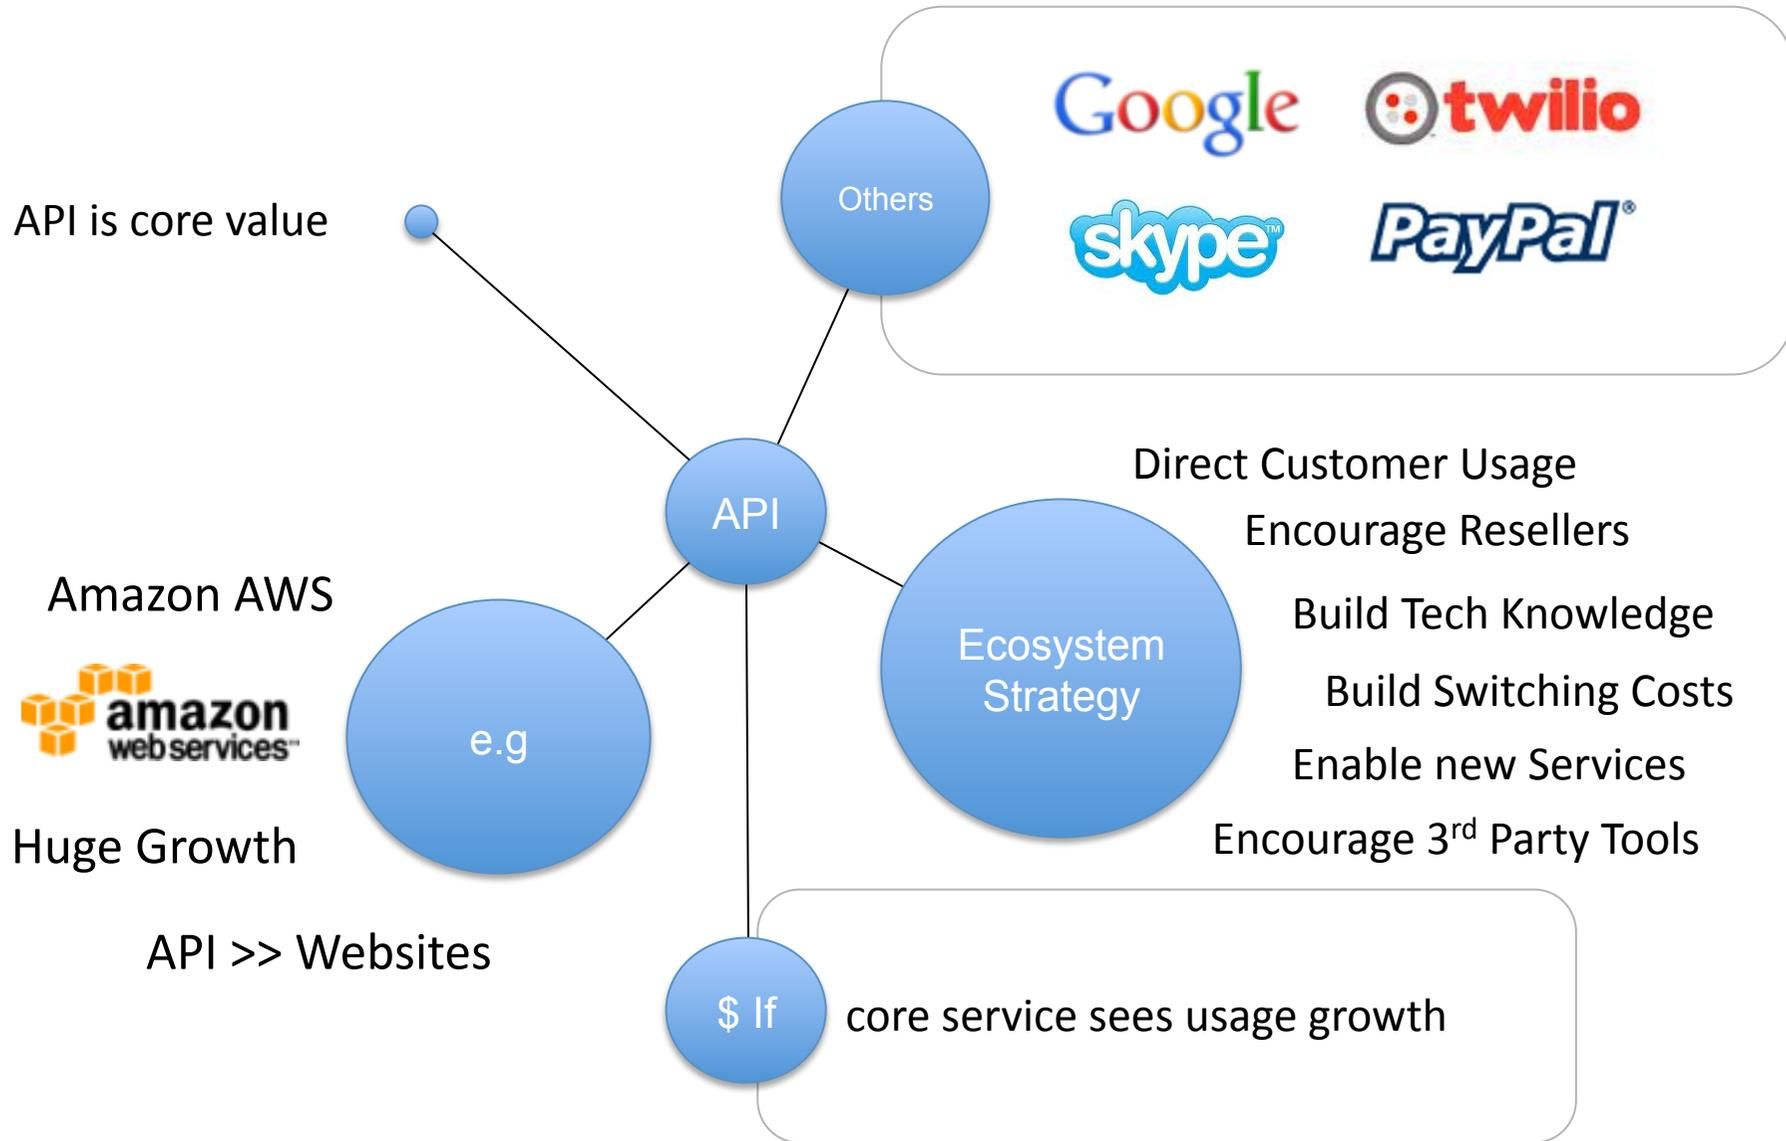 Google
twilio
Others
API is core value
skype™
PayPal®
Direct Customer Usage
API
Encourage Resellers
Amazon AWS
Build Tech Knowledge
Ecosystem
Strategy
Build Switching Costs
amazon
web services™
e.g
Enable new Services
Huge Growth
Encourage 3rd Party Tools
API >> Websites
$ If
core service sees usage growth